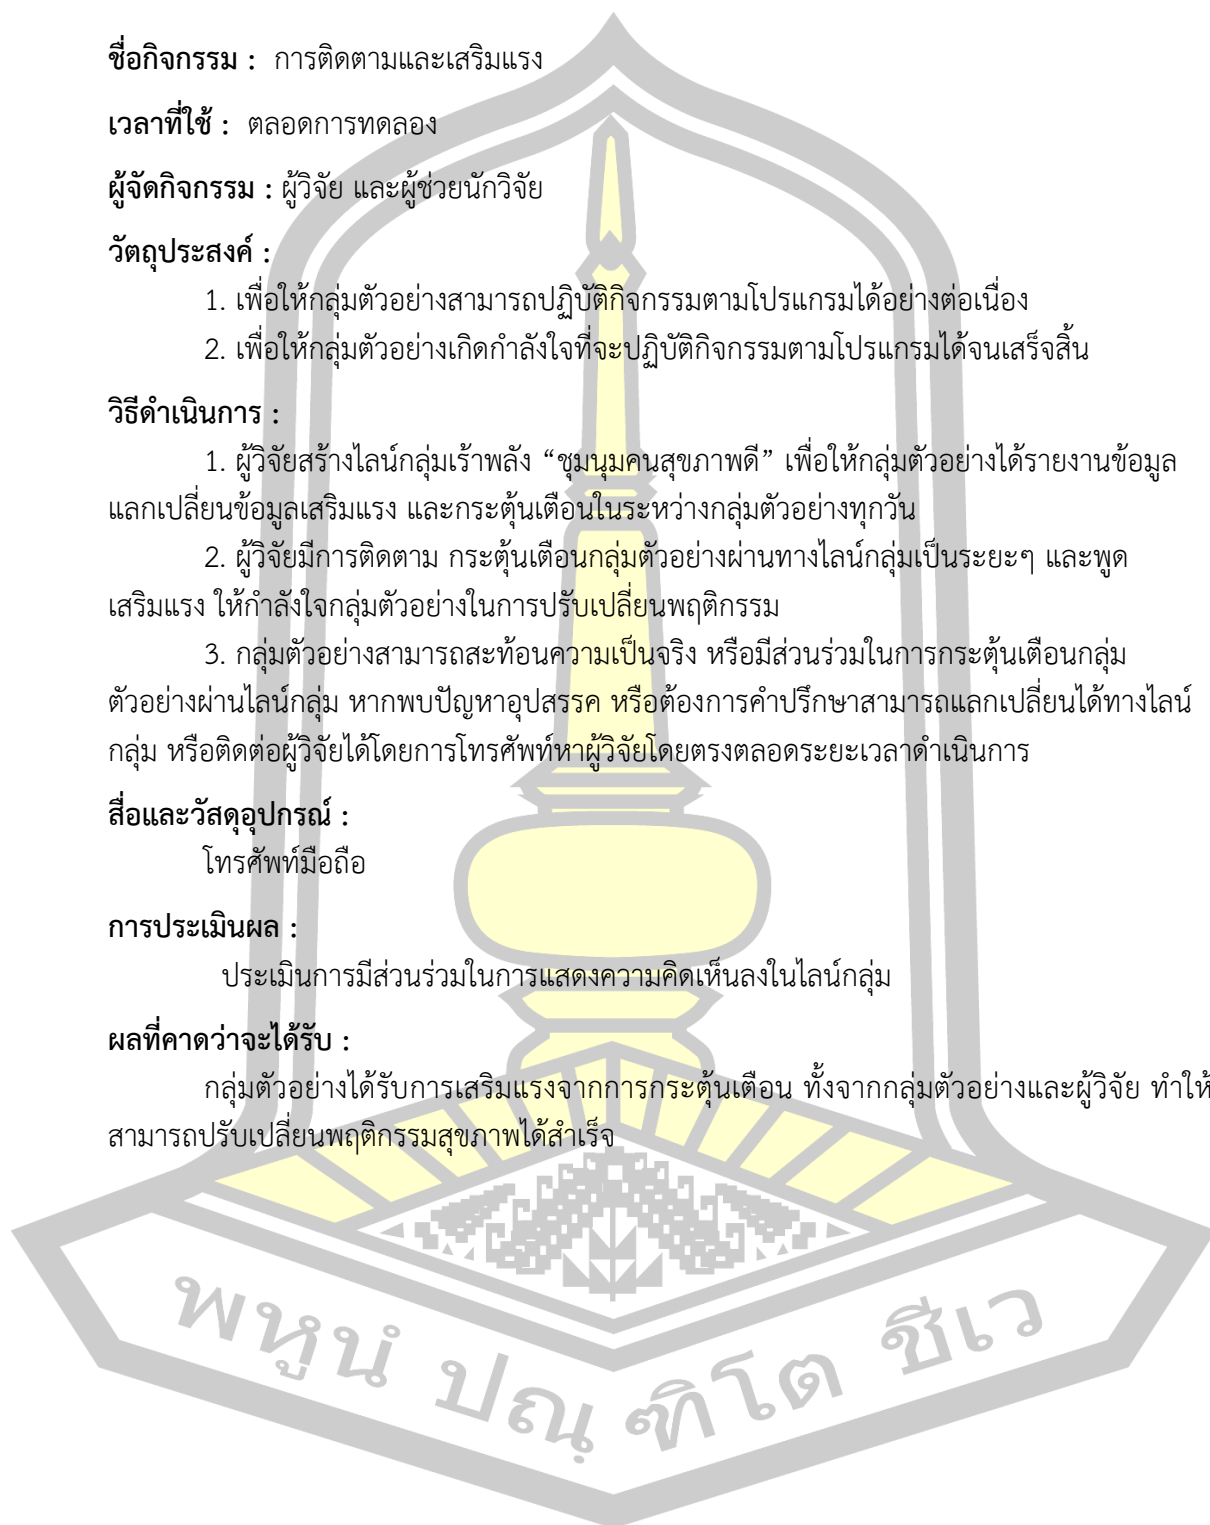 ชื่อกิจกรรม : การติดตามและเสริมแรง
เวลาที่ใช้ : ตลอดการทดลอง
ผู้จัดกิจกรรม : ผู้วิจัย และผู้ช่วยนักวิจัย
วัตถุประสงค์ :
1. เพื่อให้กลุ่มตัวอย่างสามารถปฏิบัติกิจกรรมตามโปรแกรมได้อย่างต่อเนื่อง
2. เพื่อให้กลุ่มตัวอย่างเกิดกำลังใจที่จะปฏิบัติกิจกรรมตามโปรแกรมได้จนเสร็จสิ้น
วิธีดำเนินการ :
1. ผู้วิจัยสร้างไลน์กลุ่มเร้าพลัง “ชุมนุมคนสุขภาพดี” เพื่อให้กลุ่มตัวอย่างได้รายงานข้อมูล
แลกเปลี่ยนข้อมูลเสริมแรง และกระตุ้นเตือนในระหว่างกลุ่มตัวอย่างทุกวัน
2. ผู้วิจัยมีการติดตาม กระตุ้นเตือนกลุ่มตัวอย่างผ่านทางไลน์กลุ่มเป็นระยะๆ และพูด
เสริมแรง ให้กำลังใจกลุ่มตัวอย่างในการปรับเปลี่ยนพฤติกรรม
3. กลุ่มตัวอย่างสามารถสะท้อนความเป็นจริง หรือมีส่วนร่วมในการกระตุ้นเตือนกลุ่ม
ตัวอย่างผ่านไลน์กลุ่ม หากพบปัญหาอุปสรรค หรือต้องการคำปรึกษาสามารถแลกเปลี่ยนได้ทางไลน์
กลุ่ม หรือติดต่อผู้วิจัยได้โดยการโทรศัพท์หาผู้วิจัยโดยตรงตลอดระยะเวลาดำเนินการ
สื่อและวัสดุอุปกรณ์ :
โทรศัพท์มือถือ
การประเมินผล :
ประเมินการมีส่วนร่วมในการแสดงความคิดเห็นลงในไลน์กลุ่ม
ผลที่คาดว่าจะได้รับ :
กลุ่มตัวอย่างได้รับการเสริมแรงจากการกระตุ้นเตือน ทั้งจากกลุ่มตัวอย่างและผู้วิจัย ทำให้
สามารถปรับเปลี่ยนพฤติกรรมสุขภาพได้สำเร็จ
พหูนํ ปณฺ ฑิโต ชีเว